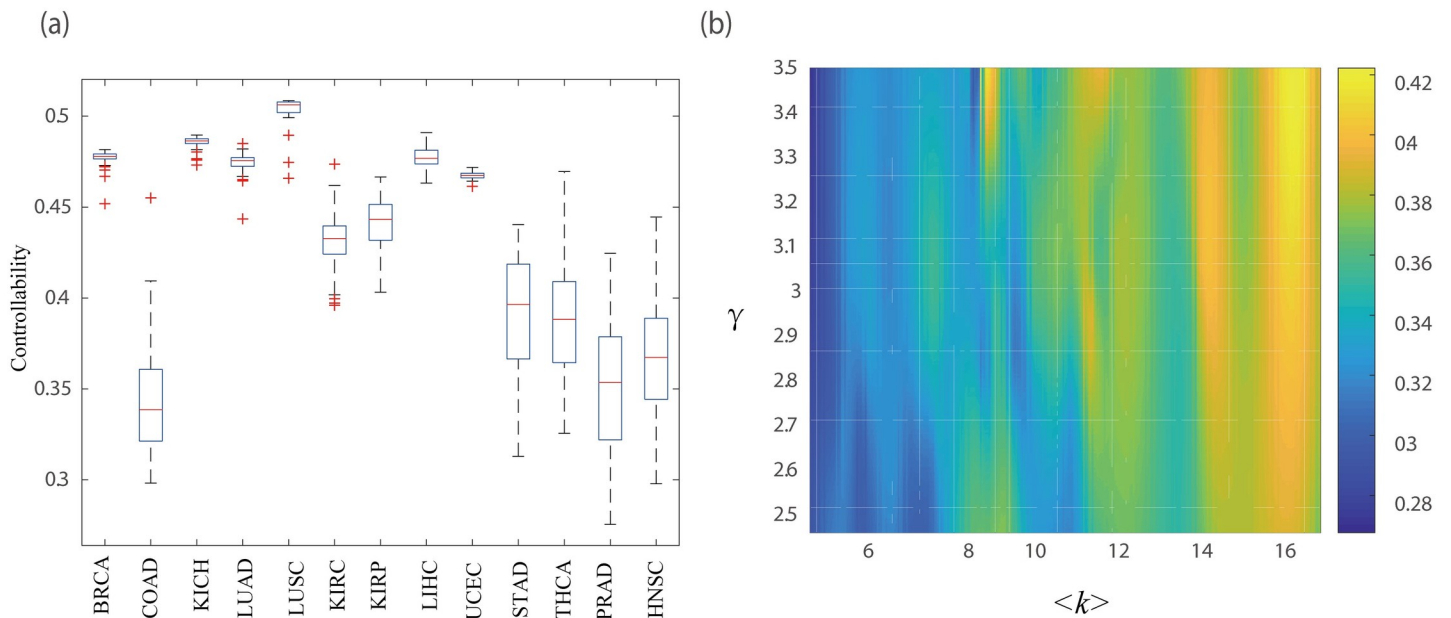 (a)
Controllability
0.5
0.45
0.4
0.35
0.3
BRCA
COAD
KICH
LUAD
LUSC
KIRC
KIRP
LIHC
UCEC
STAD
THCA
PRAD
HNSC
(b)
γ
3.5
3.4
3.3
3.2
3.1
3
2.9
2.8
2.7
2.6
2.5
6 8 10 12 14 16
<k>
0.42
0.4
0.38
0.36
0.34
0.32
0.3
0.28